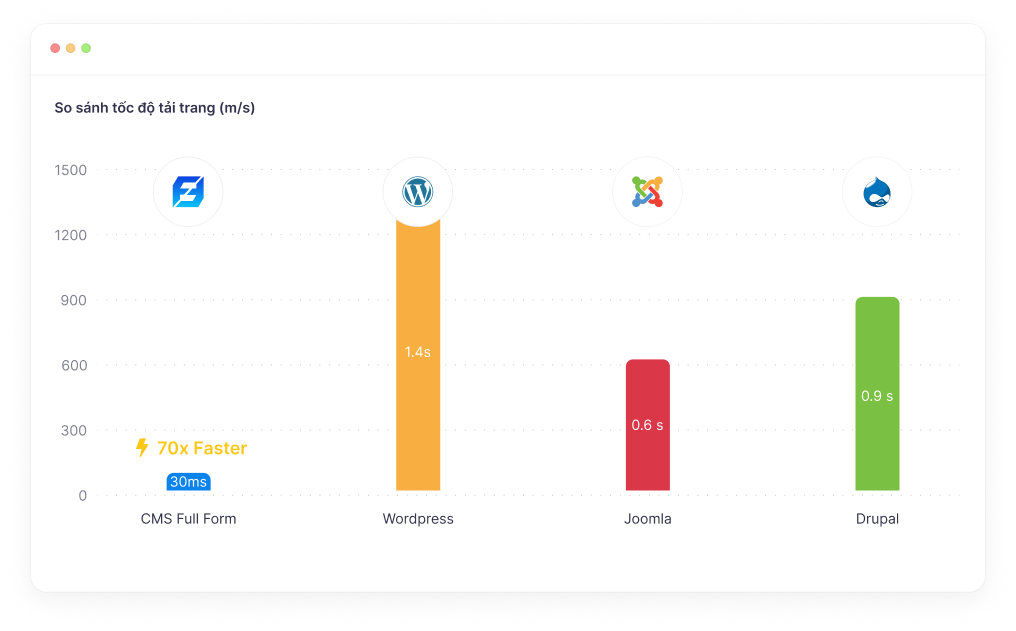 So sánh tốc độ tải trang (m/s)
1500
1200
900
600
300
0
1.4s
0.6 s
0.9 s
70x Faster
30ms
CMS Full Form
Wordpress
Joomla
Drupal